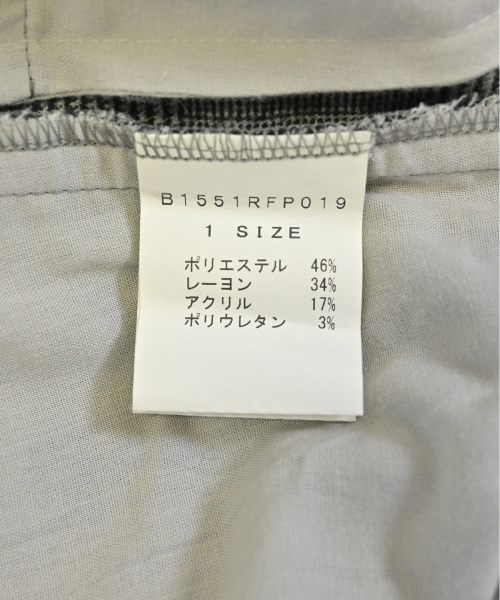 B1551RFP019
1 SIZE
ポリエステル 46%
レーヨン 34%
アクリル 17%
ポリウレタン 3%